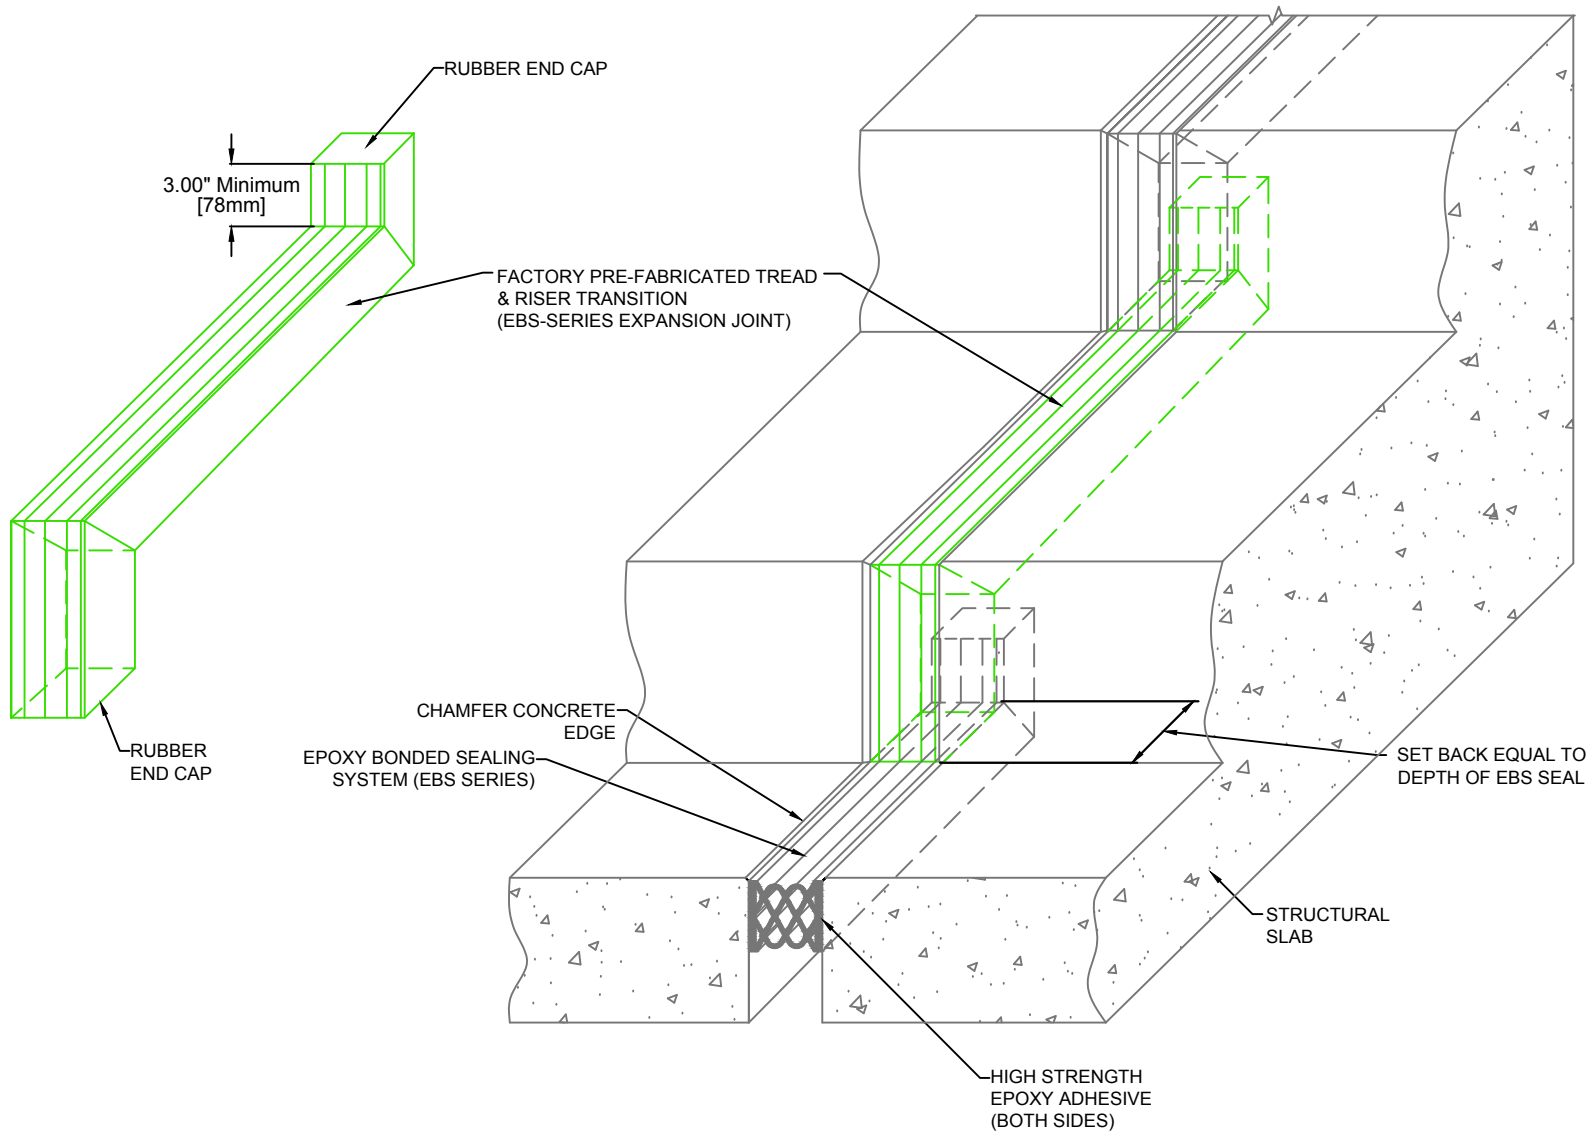 RUBBER END CAP
3.00" Minimum
[78mm]
FACTORY PRE-FABRICATED TREAD
& RISER TRANSITION
(EBS-SERIES EXPANSION JOINT)
CHAMFER CONCRETE
EDGE
RUBBER
END CAP
EPOXY BONDED SEALING
SYSTEM (EBS SERIES)
SET BACK EQUAL TO
DEPTH OF EBS SEAL
STRUCTURAL
SLAB
HIGH STRENGTH
EPOXY ADHESIVE
(BOTH SIDES)